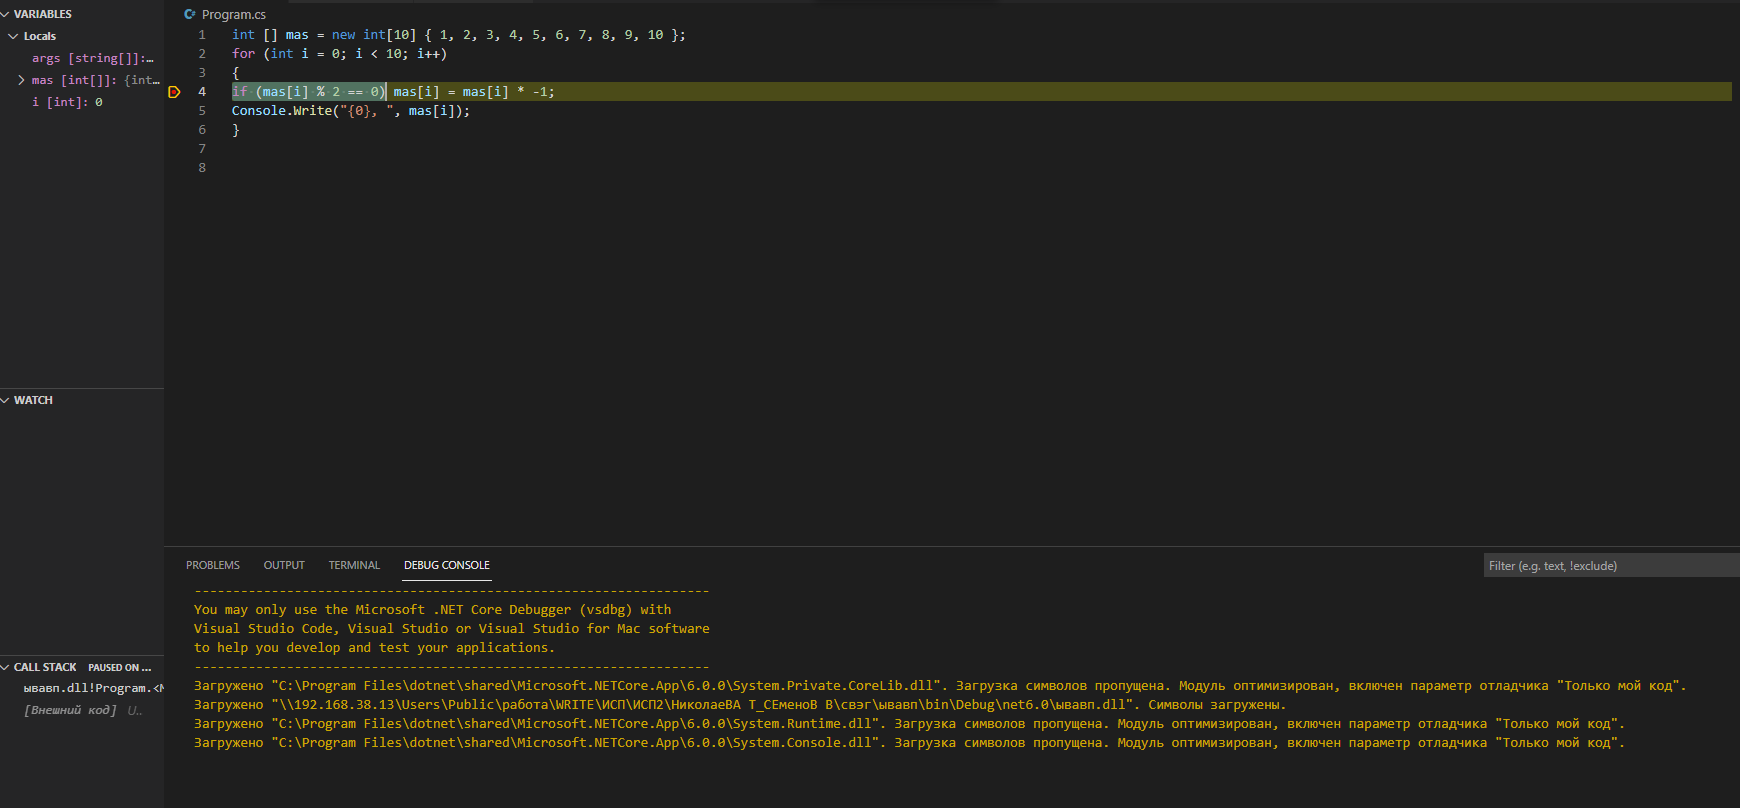 VARIABLES
Locals
args [string[]]:…
mas [int[]]: {int…
i [int]: 0
WATCH
CALL STACK PAUSED ON ...
ывавп.dll!Program.<
[Внешний код] U..
Program.cs
1 int [] mas = new int[10] { 1, 2, 3, 4, 5, 6, 7, 8, 9, 10 };
2 for (int i = 0; i < 10; i++)
3 {
4 if (mas[i] % 2 == 0) mas[i] = mas[i] * -1;
5 Console.Write("{0}, ", mas[i]);
6 }
7
8
PROBLEMS OUTPUT TERMINAL DEBUG CONSOLE
Filter (e.g. text, !exclude)
-------------------------------------------------------------------
You may only use the Microsoft .NET Core Debugger (vsdbg) with
Visual Studio Code, Visual Studio or Visual Studio for Mac software
to help you develop and test your applications.
-------------------------------------------------------------------
Загружено "C:\Program Files\dotnet\shared\Microsoft.NETCore.App\6.0.0\System.Private.CoreLib.dll". Загрузка символов пропущена. Модуль оптимизирован, включен параметр отладчика "Только мой код".
Загружено "\\192.168.38.13\Users\Public\работа\WRITE\ИСП\ИСП2\НиколаеВА Т_СЕменоВ В\свэг\ывавп\bin\Debug\net6.0\ывавп.dll". Символы загружены.
Загружено "C:\Program Files\dotnet\shared\Microsoft.NETCore.App\6.0.0\System.Runtime.dll". Загрузка символов пропущена. Модуль оптимизирован, включен параметр отладчика "Только мой код".
Загружено "C:\Program Files\dotnet\shared\Microsoft.NETCore.App\6.0.0\System.Console.dll". Загрузка символов пропущена. Модуль оптимизирован, включен параметр отладчика "Только мой код".